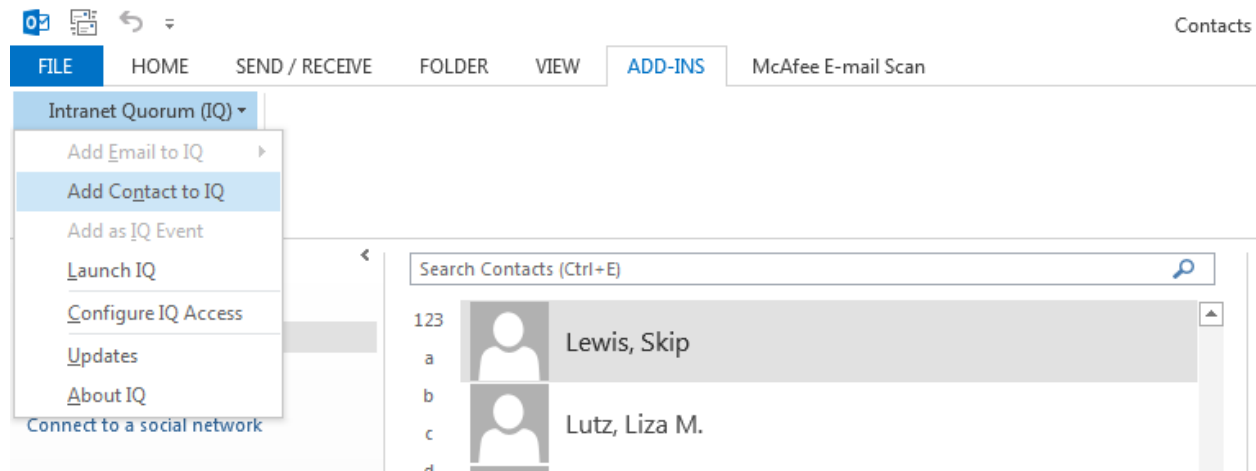 Contacts
FILE HOME SEND / RECEIVE FOLDER VIEW ADD-INS McAfee E-mail Scan
Intranet Quorum (IQ)
Add Email to IQ
Add Contact to IQ
Add as IQ Event
Launch IQ
Configure IQ Access
Updates
About IQ
Connect to a social network
Search Contacts (Ctrl+E)
123
a
b
c
d
Lewis, Skip
Lutz, Liza M.